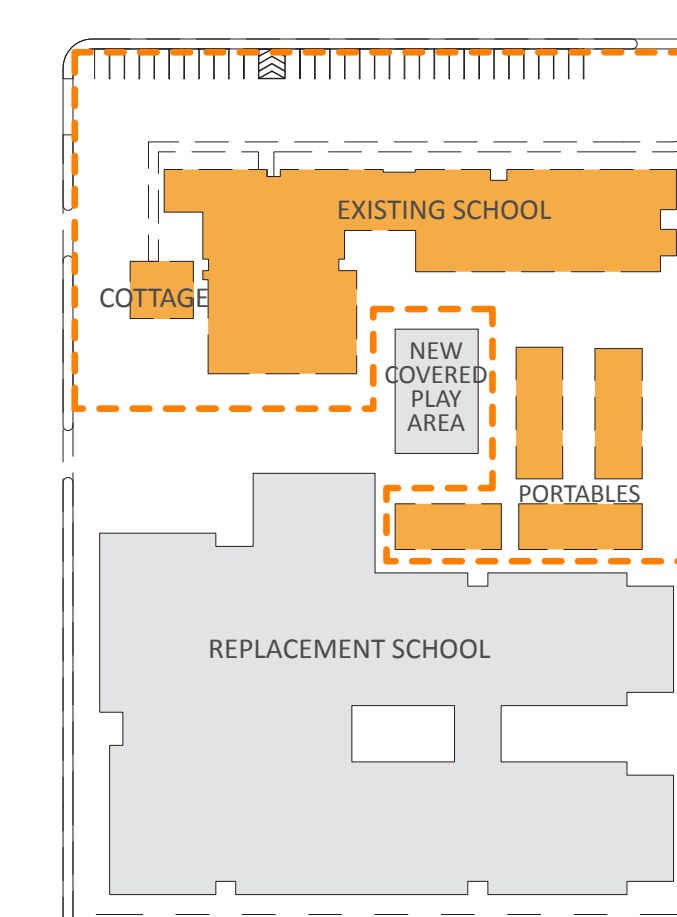 EXISTING SCHOOL
COTTAGE
NEW
COVERED
PLAY
AREA
PORTABLES
REPLACEMENT SCHOOL